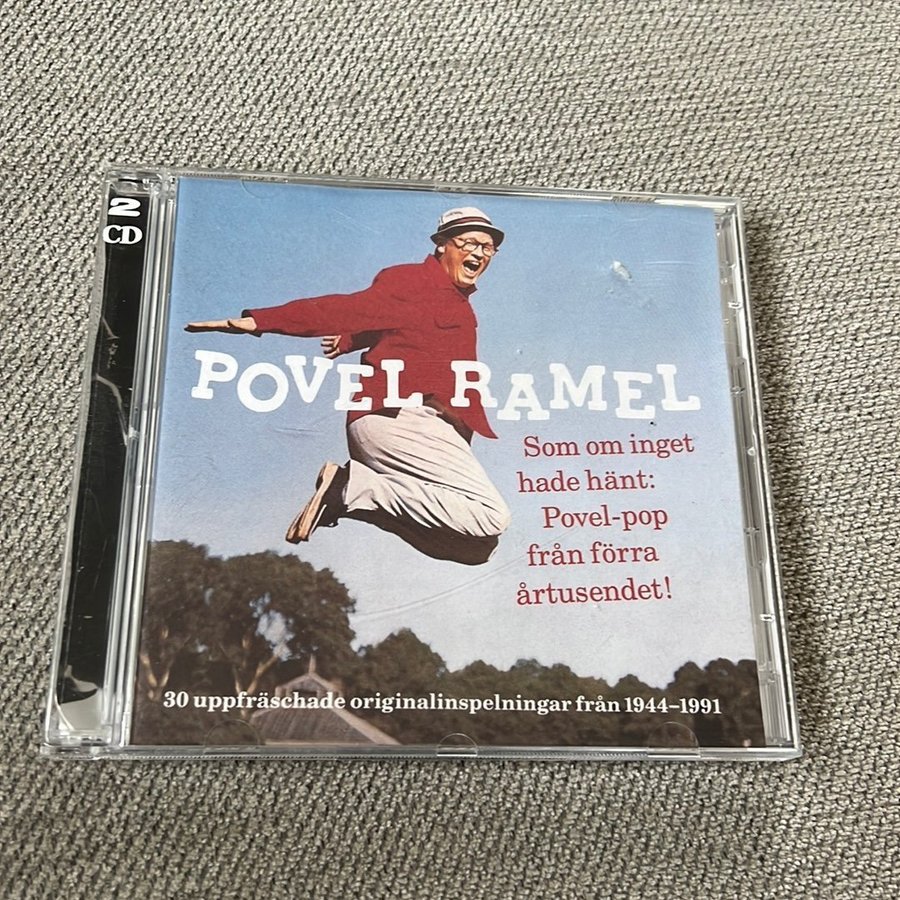 2
CD
POVEL RAMEL
Som om inget
hade hänt:
Povel-pop
från förra
årtusendet!
30 uppfräschade originalinspelningar från 1944–1991